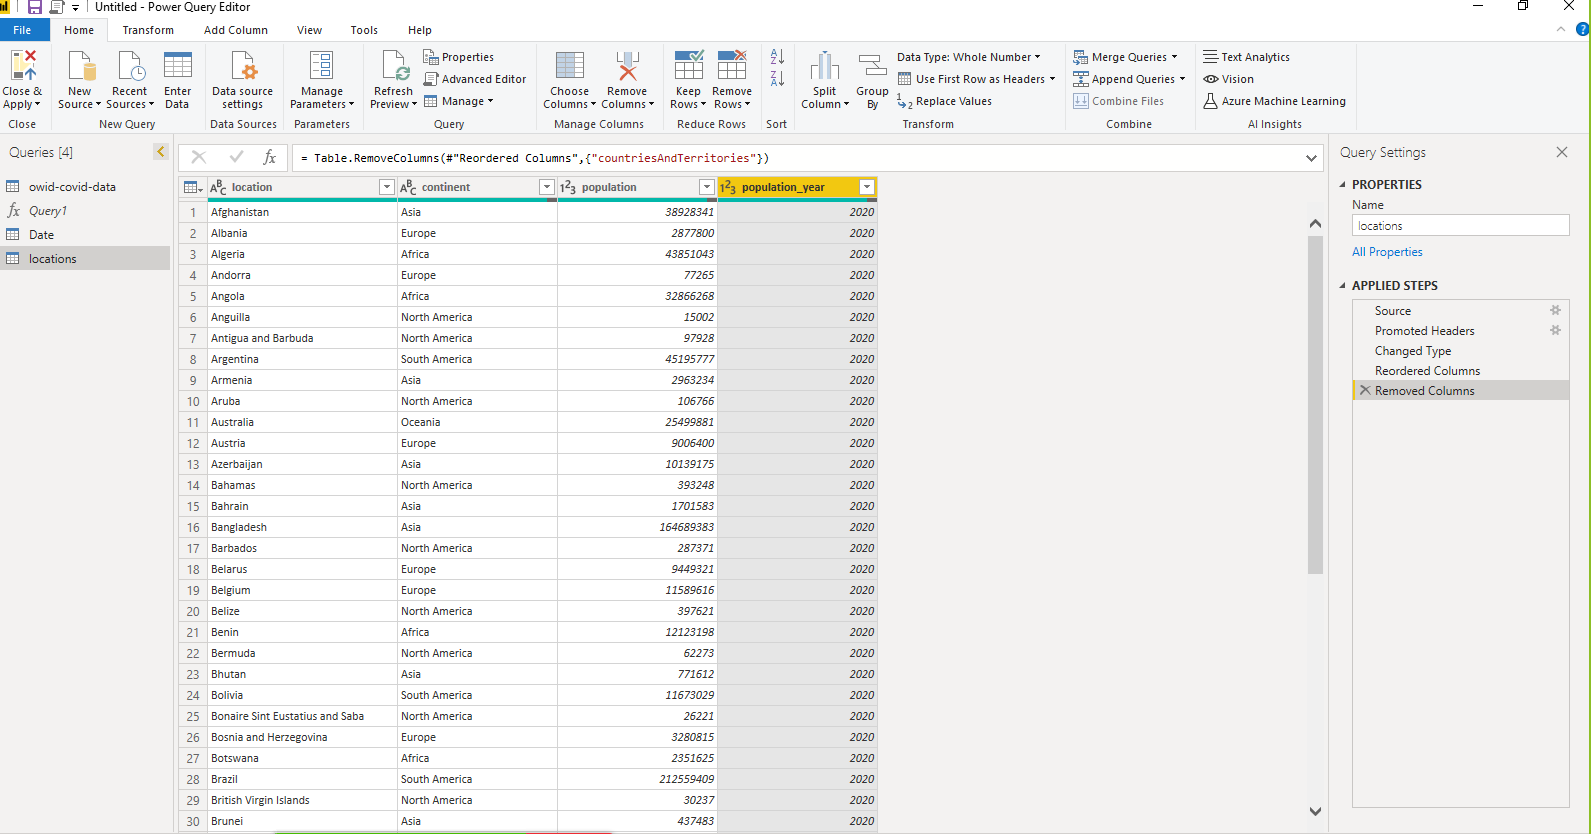 Untitled - Power Query Editor
File Home Transform Add Column View Tools Help
Close & Apply
Close
New Source
Recent Sources
Enter Data
New Query
Data source settings
Data Sources
Manage Parameters
Parameters
Refresh Preview
Properties
Advanced Editor
Manage
Query
Choose Columns
Remove Columns
Manage Columns
Keep Rows
Remove Rows
Reduce Rows
Sort
Split Column
Group By
Data Type: Whole Number
Use First Row as Headers
Replace Values
Transform
Merge Queries
Append Queries
Combine Files
Combine
Text Analytics
Vision
Azure Machine Learning
AI Insights
Queries [4]
owid-covid-data
Query1
Date
locations
= Table.RemoveColumns(#"Reordered Columns",{"countriesAndTerritories"})
location continent population population_year
1 Afghanistan Asia 38928341 2020
2 Albania Europe 2877800 2020
3 Algeria Africa 43851043 2020
4 Andorra Europe 77265 2020
5 Angola Africa 32866268 2020
6 Anguilla North America 15002 2020
7 Antigua and Barbuda North America 97928 2020
8 Argentina South America 45195777 2020
9 Armenia Asia 2963234 2020
10 Aruba North America 106766 2020
11 Australia Oceania 25499881 2020
12 Austria Europe 9006400 2020
13 Azerbaijan Asia 10139175 2020
14 Bahamas North America 393248 2020
15 Bahrain Asia 1701583 2020
16 Bangladesh Asia 164689383 2020
17 Barbados North America 287371 2020
18 Belarus Europe 9449321 2020
19 Belgium Europe 11589616 2020
20 Belize North America 397621 2020
21 Benin Africa 12123198 2020
22 Bermuda North America 62273 2020
23 Bhutan Asia 771612 2020
24 Bolivia South America 11673029 2020
25 Bonaire Sint Eustatius and Saba North America 26221 2020
26 Bosnia and Herzegovina Europe 3280815 2020
27 Botswana Africa 2351625 2020
28 Brazil South America 212559409 2020
29 British Virgin Islands North America 30237 2020
30 Brunei Asia 437483 2020
Query Settings
PROPERTIES
Name
locations
All Properties
APPLIED STEPS
Source
Promoted Headers
Changed Type
Reordered Columns
Removed Columns